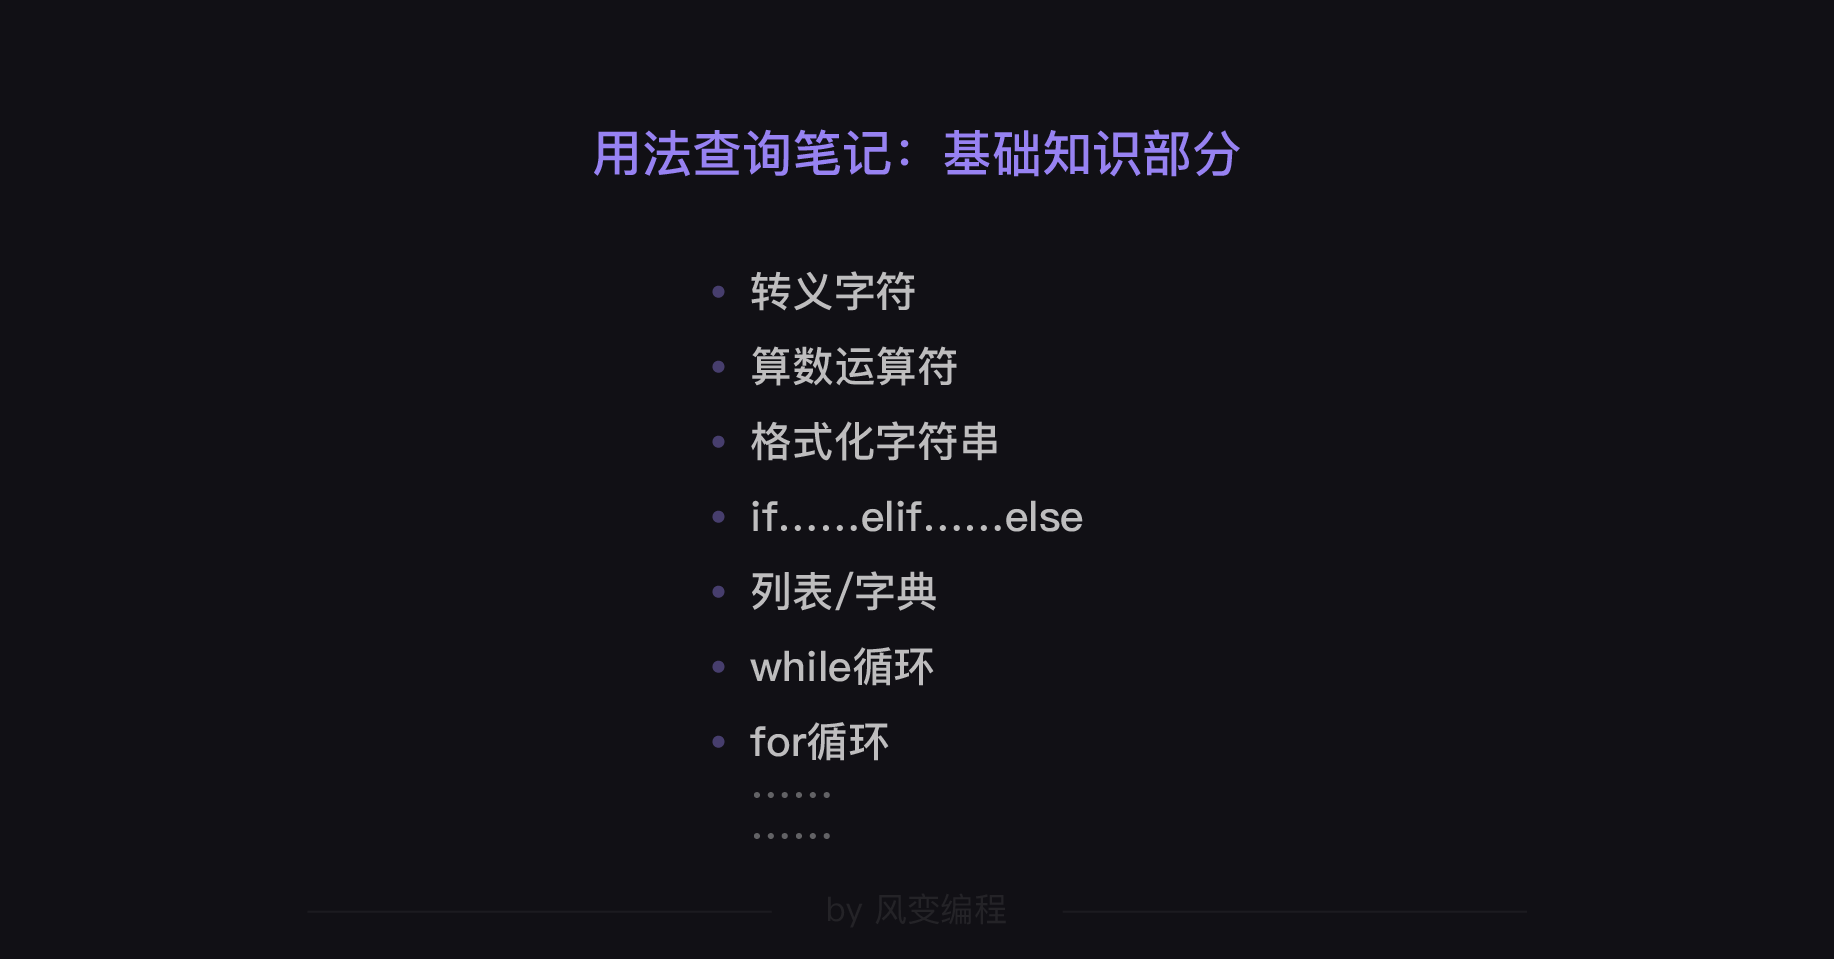 用法查询笔记：基础知识部分
• 转义字符
• 算数运算符
• 格式化字符串
• if……elif……else
• 列表/字典
• while循环
• for循环
……
……
by 风变编程